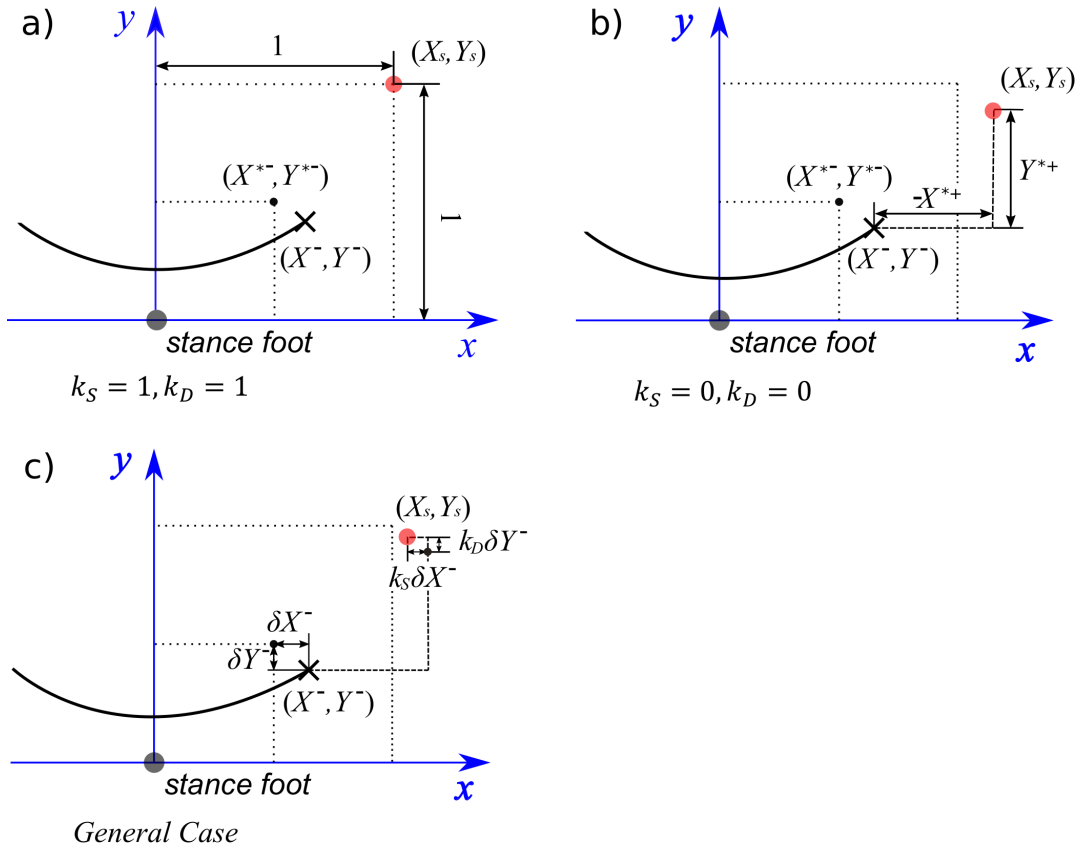 a)
y
1
(Xs, Ys)
(X*-, Y*-)
1
(X-, Y-)
stance foot
x
kS = 1, kD = 1
b)
y
(Xs, Ys)
(X*-, Y*-)
-X*+
Y*+
(X-, Y-)
stance foot
x
kS = 0, kD = 0
c)
y
(Xs, Ys)
kDδY-
kSδX-
δX-
δY-
(X-, Y-)
stance foot
x
General Case